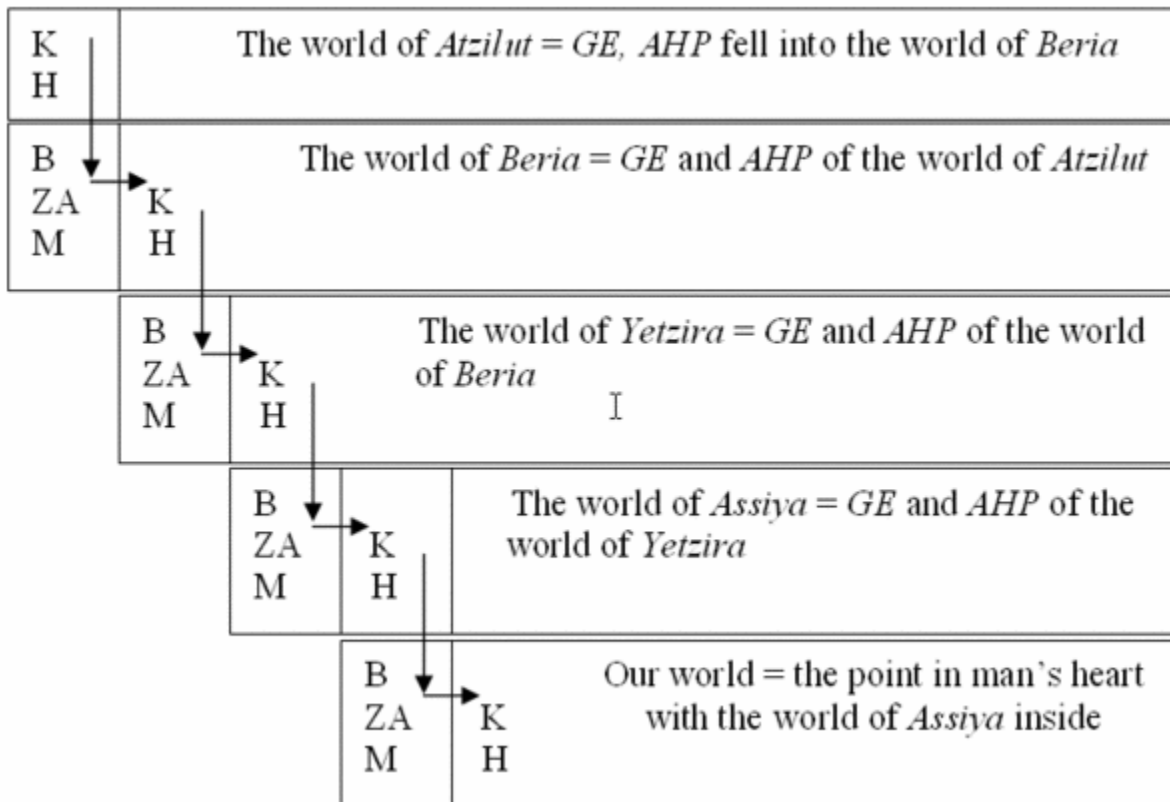 K
H
The world of Atzilut = GE, AHP fell into the world of Beria
B
ZA
M
K
H
The world of Beria = GE and AHP of the world of Atzilut
B
ZA
M
K
H
The world of Yetzira = GE and AHP of the world
of Beria
B
ZA
M
K
H
The world of Assiya = GE and AHP of the
world of Yetzira
B
ZA
M
K
H
Our world = the point in man's heart
with the world of Assiya inside